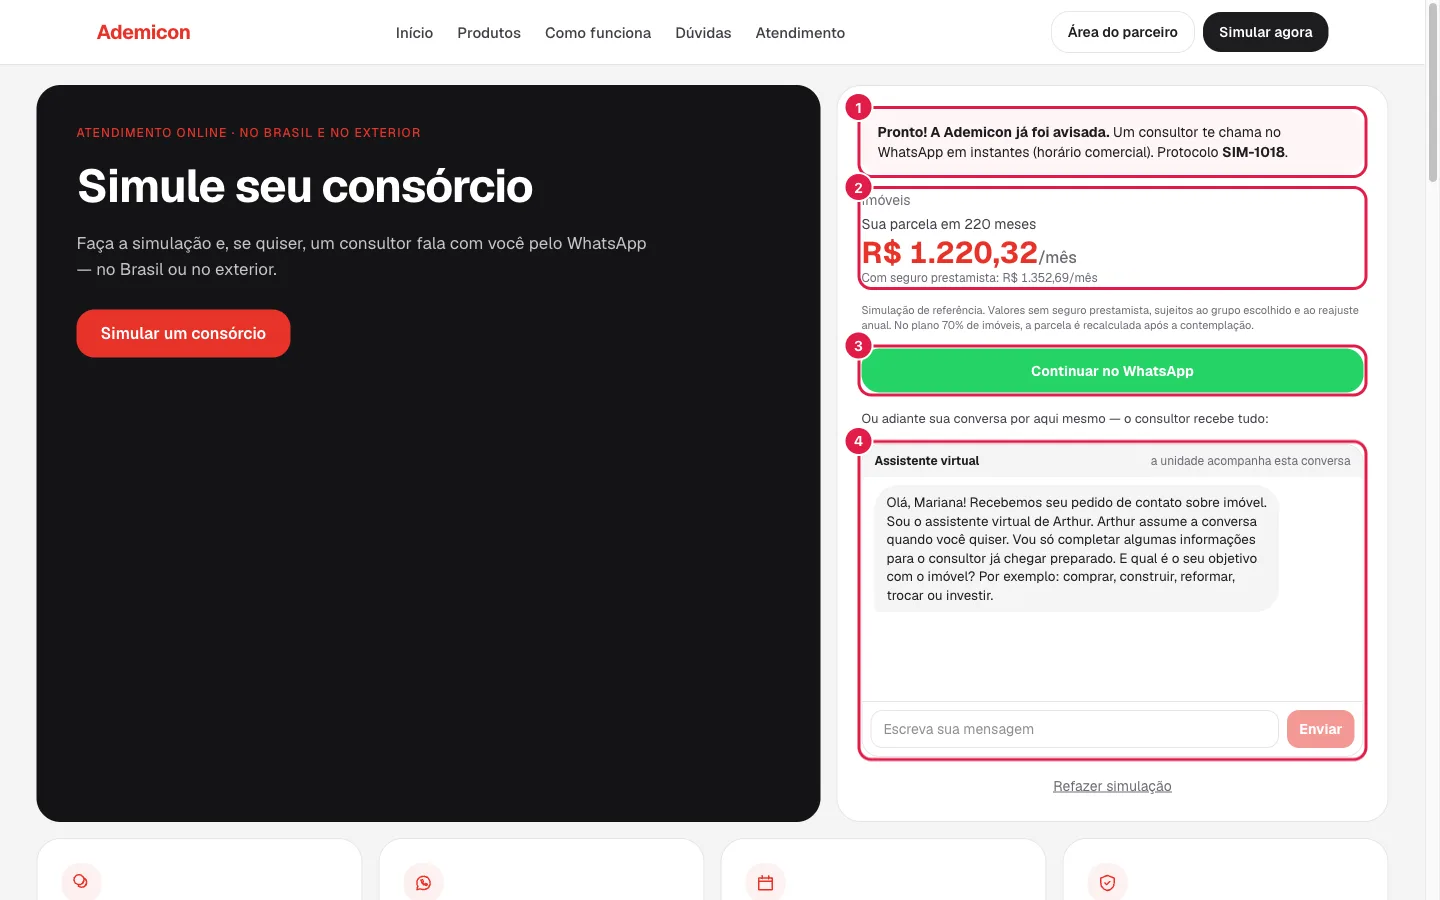 Ademicon
Início
Produtos
Como funciona
Dúvidas
Atendimento
Área do parceiro
Simular agora
ATENDIMENTO ONLINE · NO BRASIL E NO EXTERIOR
Simule seu consórcio
Faça a simulação e, se quiser, um consultor fala com você pelo WhatsApp
— no Brasil ou no exterior.
Simular um consórcio
1
Pronto! A Ademicon já foi avisada. Um consultor te chama no
WhatsApp em instantes (horário comercial). Protocolo SIM-1018.
2
Imóveis
Sua parcela em 220 meses
R$ 1.220,32/mês
Com seguro prestamista: R$ 1.352,69/mês
Simulação de referência. Valores sem seguro prestamista, sujeitos ao grupo escolhido e ao reajuste
anual. No plano 70% de imóveis, a parcela é recalculada após a contemplação.
3
Continuar no WhatsApp
Ou adiante sua conversa por aqui mesmo — o consultor recebe tudo:
4
Assistente virtual
a unidade acompanha esta conversa
Olá, Mariana! Recebemos seu pedido de contato sobre imóvel.
Sou o assistente virtual de Arthur. Arthur assume a conversa
quando você quiser. Vou só completar algumas informações
para o consultor já chegar preparado. E qual é o seu objetivo
com o imóvel? Por exemplo: comprar, construir, reformar,
trocar ou investir.
Escreva sua mensagem
Enviar
Refazer simulação